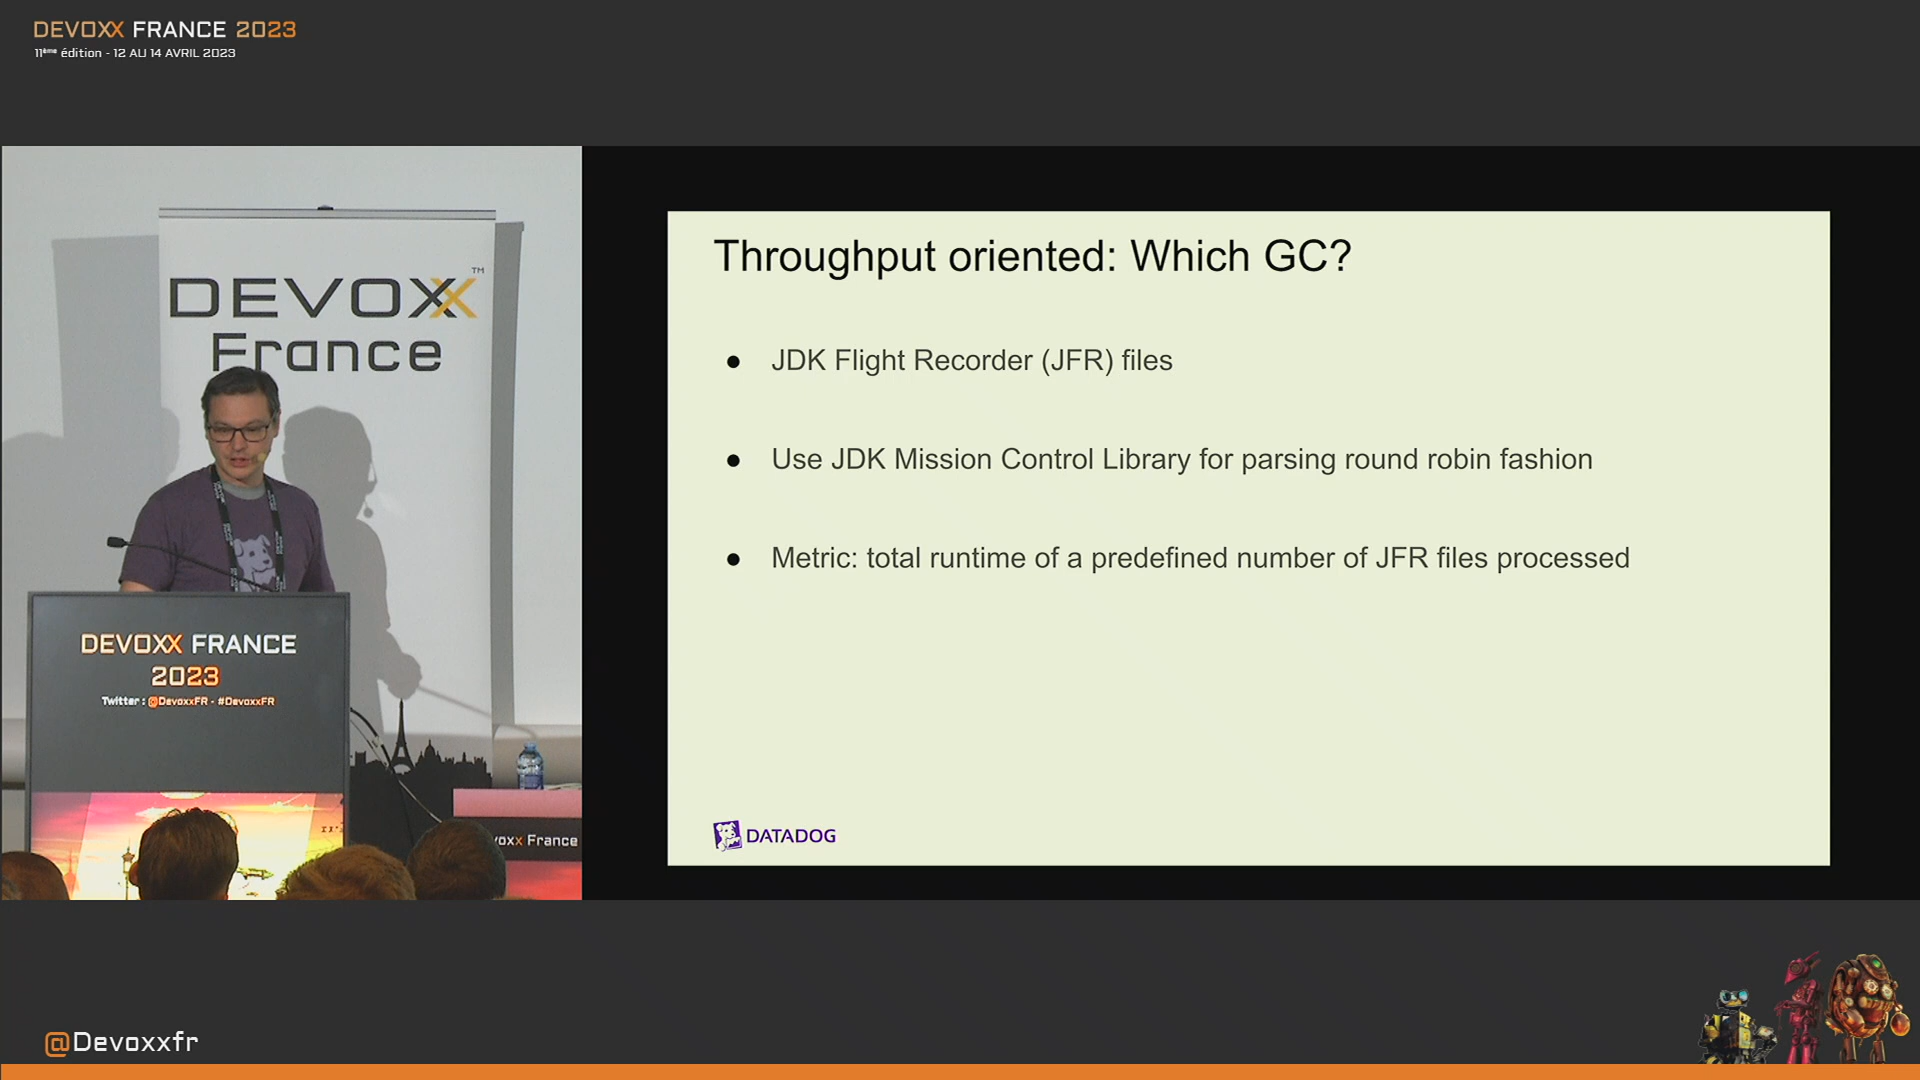 DEVOXX FRANCE 2023
11ème édition - 12 AU 14 AVRIL 2023
DEVOXX™
France
DEVOXX FRANCE
2023
Twitter : @DevoxxFR - #DevoxxFR
voxx France
Throughput oriented: Which GC?
● JDK Flight Recorder (JFR) files
● Use JDK Mission Control Library for parsing round robin fashion
● Metric: total runtime of a predefined number of JFR files processed
DATADOG
@Devoxxfr